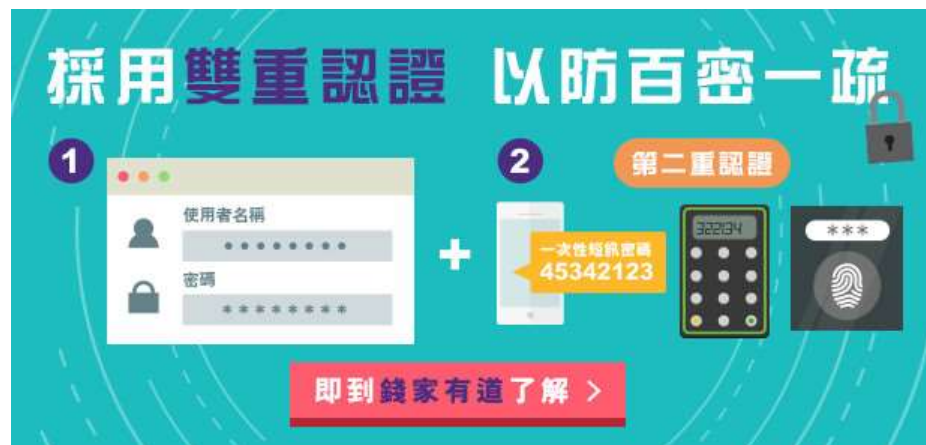 採用雙重認證 以防百密一疏
1
使用者名稱
密碼
********
+
2
第二重認證
一次性短訊密碼
45342123
322134
***
即到錢家有道了解 >